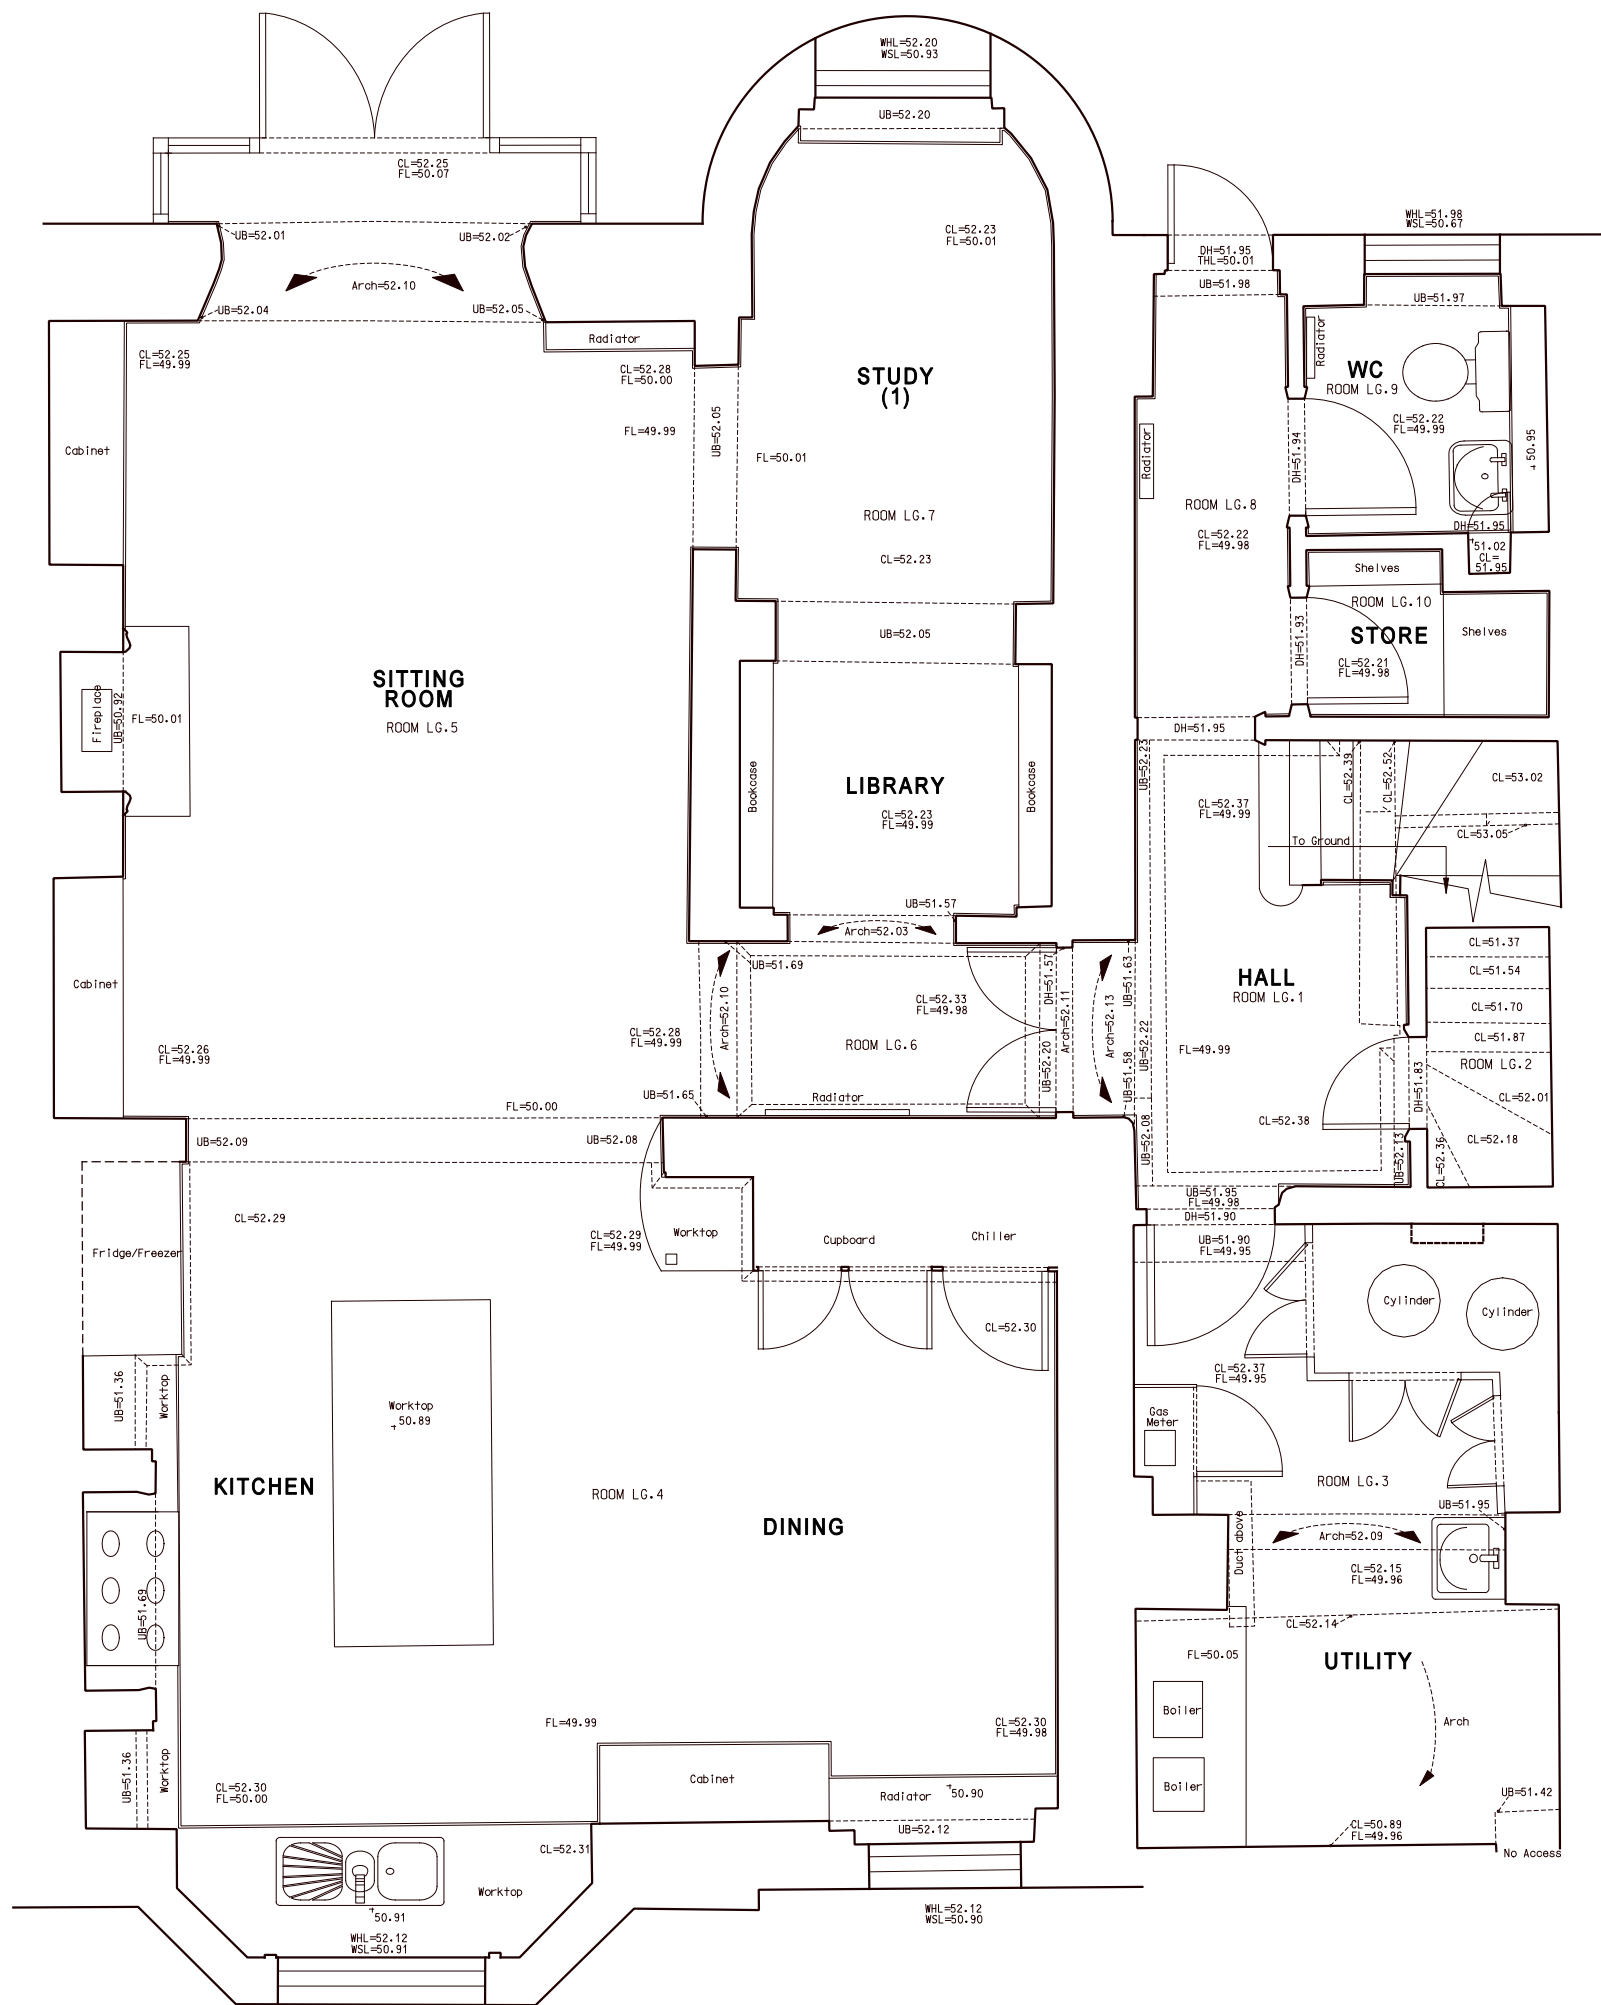 WHL=52.20
WSL=50.93
UB=52.20
CL=52.25
FL=50.07
UB=52.01
UB=52.02
Arch=52.10
UB=52.04
UB=52.05
CL=52.23
FL=50.01
DH=51.95
THL=50.01
UB=51.98
WHL=51.98
WSL=50.67
UB=51.97
Radiator
CL=52.25
FL=49.99
CL=52.28
FL=50.00
FL=49.99
UB=52.05
STUDY
(1)
FL=50.01
ROOM LG.7
CL=52.23
Radiator
WC
ROOM LG.9
CL=52.22
FL=49.99
DH=51.94
50.95
DH=51.95
51.02
CL=
51.95
Radiator
ROOM LG.8
CL=52.22
FL=49.98
Cabinet
Shelves
ROOM LG.10
STORE
Shelves
CL=52.21
FL=49.98
DH=51.93
UB=52.05
SITTING
ROOM
ROOM LG.5
Fireplace
UB=50.92
FL=50.01
DH=51.95
UB=52.23
Bookcase
LIBRARY
CL=52.23
FL=49.99
Bookcase
CL=52.37
FL=49.99
CL=52.39
CL=52.52
CL=53.02
CL=53.05
To Ground
UB=51.57
Arch=52.03
Cabinet
UB=51.69
Arch=52.10
CL=52.33
FL=49.98
DH=51.57
Arch=52.11
Arch=52.13
UB=51.63
UB=52.22
HALL
ROOM LG.1
CL=51.37
CL=51.54
CL=51.70
CL=51.87
ROOM LG.2
CL=52.01
CL=52.18
CL=52.26
FL=49.99
CL=52.28
FL=49.99
ROOM LG.6
UB=52.20
UB=51.58
FL=49.99
DH=51.83
UB=51.65
Radiator
FL=50.00
CL=52.38
UB=52.08
UB=52.13
CL=52.36
UB=52.09
UB=52.08
UB=51.95
FL=49.98
DH=51.90
UB=51.90
FL=49.95
CL=52.29
CL=52.29
FL=49.99
Worktop
Cupboard
Chiller
Fridge/Freezer
Cylinder
Cylinder
CL=52.30
CL=52.37
FL=49.95
UB=51.36
Worktop
Worktop
50.89
Gas
Meter
KITCHEN
ROOM LG.4
DINING
ROOM LG.3
UB=51.95
Arch=52.09
Duct above
CL=52.15
FL=49.96
UB=51.69
CL=52.14
FL=50.05
UTILITY
Boiler
Arch
FL=49.99
CL=52.30
FL=49.98
UB=51.36
Worktop
CL=52.30
FL=50.00
Cabinet
Radiator
50.90
Boiler
UB=51.42
UB=52.12
CL=50.89
FL=49.96
No Access
CL=52.31
Worktop
50.91
WHL=52.12
WSL=50.91
WHL=52.12
WSL=50.90